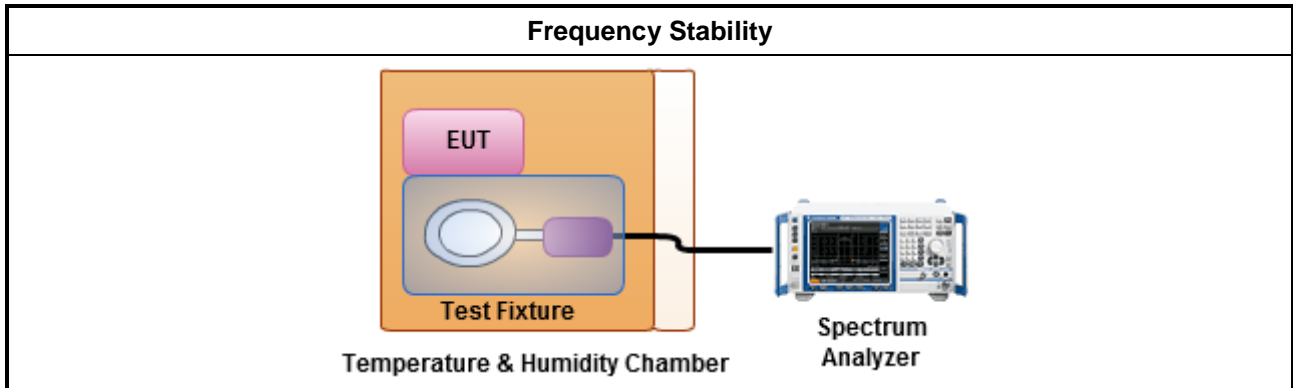 Frequency Stability
EUT
Test Fixture
Temperature & Humidity Chamber
Spectrum
Analyzer